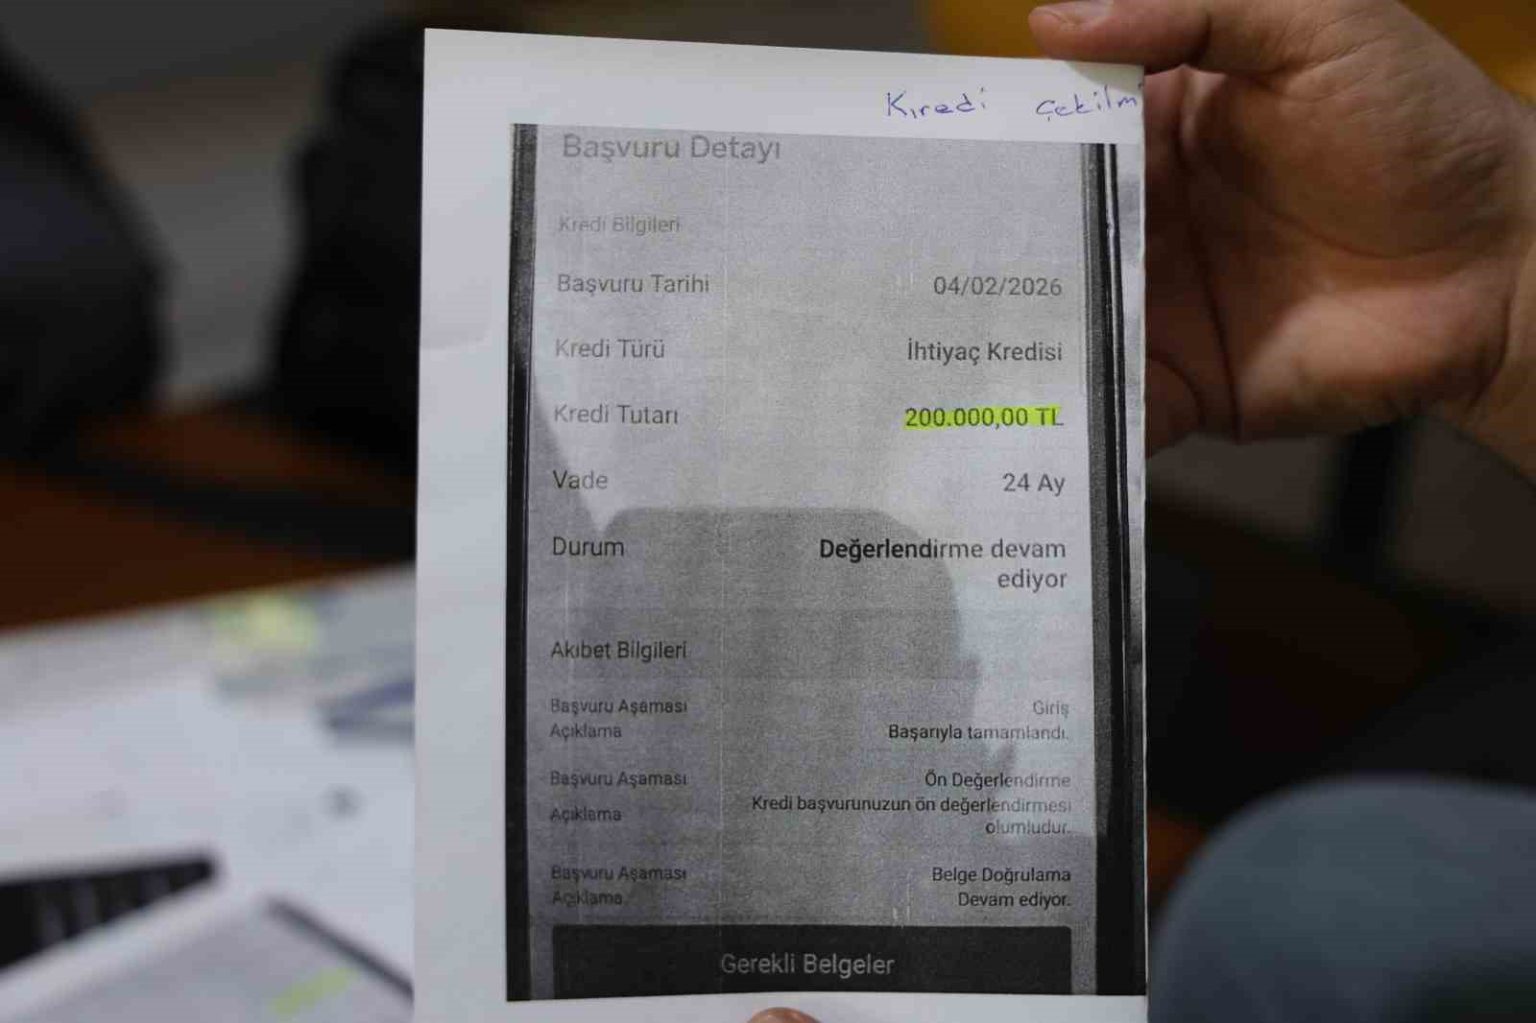 Kıredi çekilmi
Başvuru Detayı
Kredi Bilgileri
Başvuru Tarihi 04/02/2026
Kredi Türü İhtiyaç Kredisi
Kredi Tutarı 200.000,00 TL
Vade 24 Ay
Durum Değerlendirme devam
ediyor
Akıbet Bilgileri
Başvuru Aşaması Giriş
Açıklama Başarıyla tamamlandı.
Başvuru Aşaması Ön Değerlendirme
Açıklama Kredi başvurunuzun ön değerlendirmesi
olumludur.
Başvuru Aşaması Belge Doğrulama
Açıklama Devam ediyor.
Gerekli Belgeler